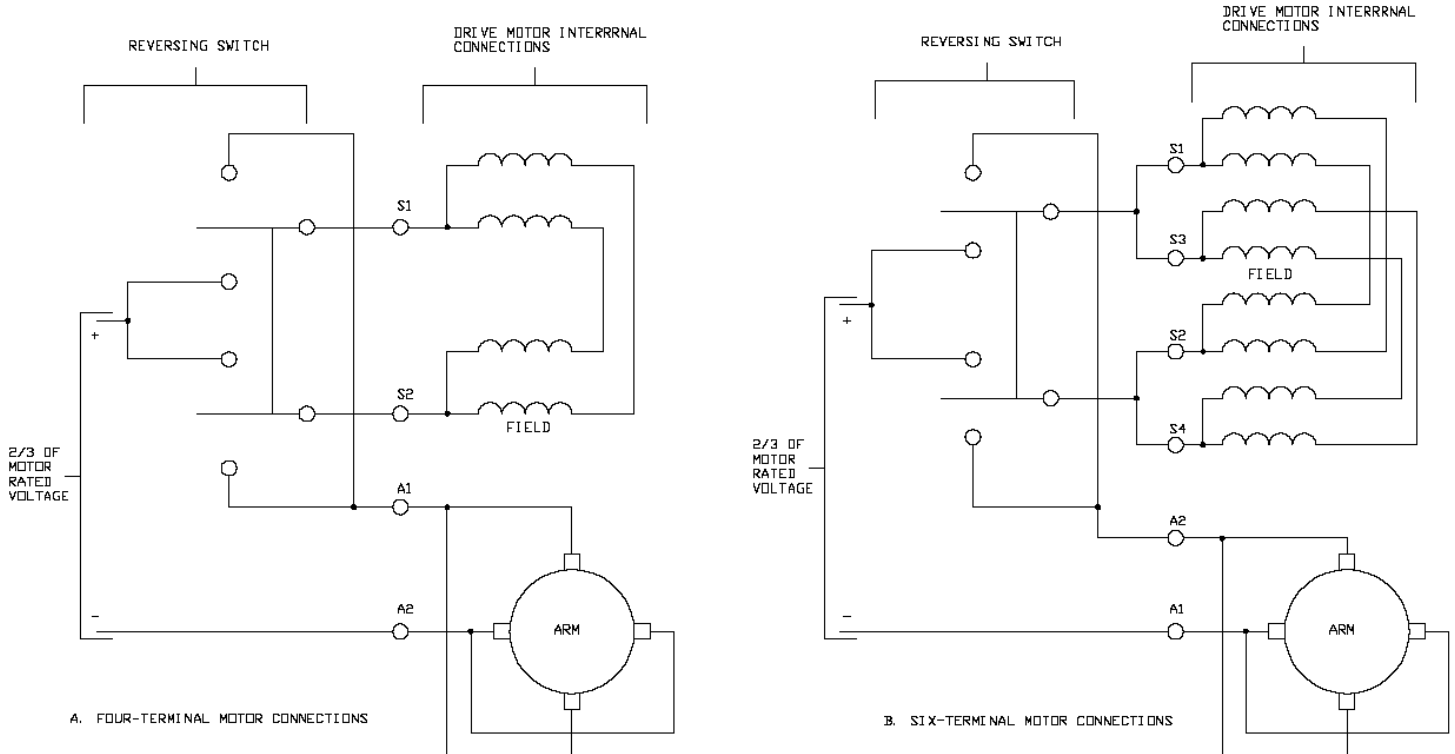 REVERSING SWITCH
DRIVE MOTOR INTERRRNAL
CONNECTIONS
S1
S2
FIELD
+
2/3 OF
MOTOR
RATED
VOLTAGE
A1
-
A2
ARM
A. FOUR-TERMINAL MOTOR CONNECTIONS
REVERSING SWITCH
DRIVE MOTOR INTERRRNAL
CONNECTIONS
S1
S3
FIELD
+
S2
S4
2/3 OF
MOTOR
RATED
VOLTAGE
A2
-
A1
ARM
B. SIX-TERMINAL MOTOR CONNECTIONS